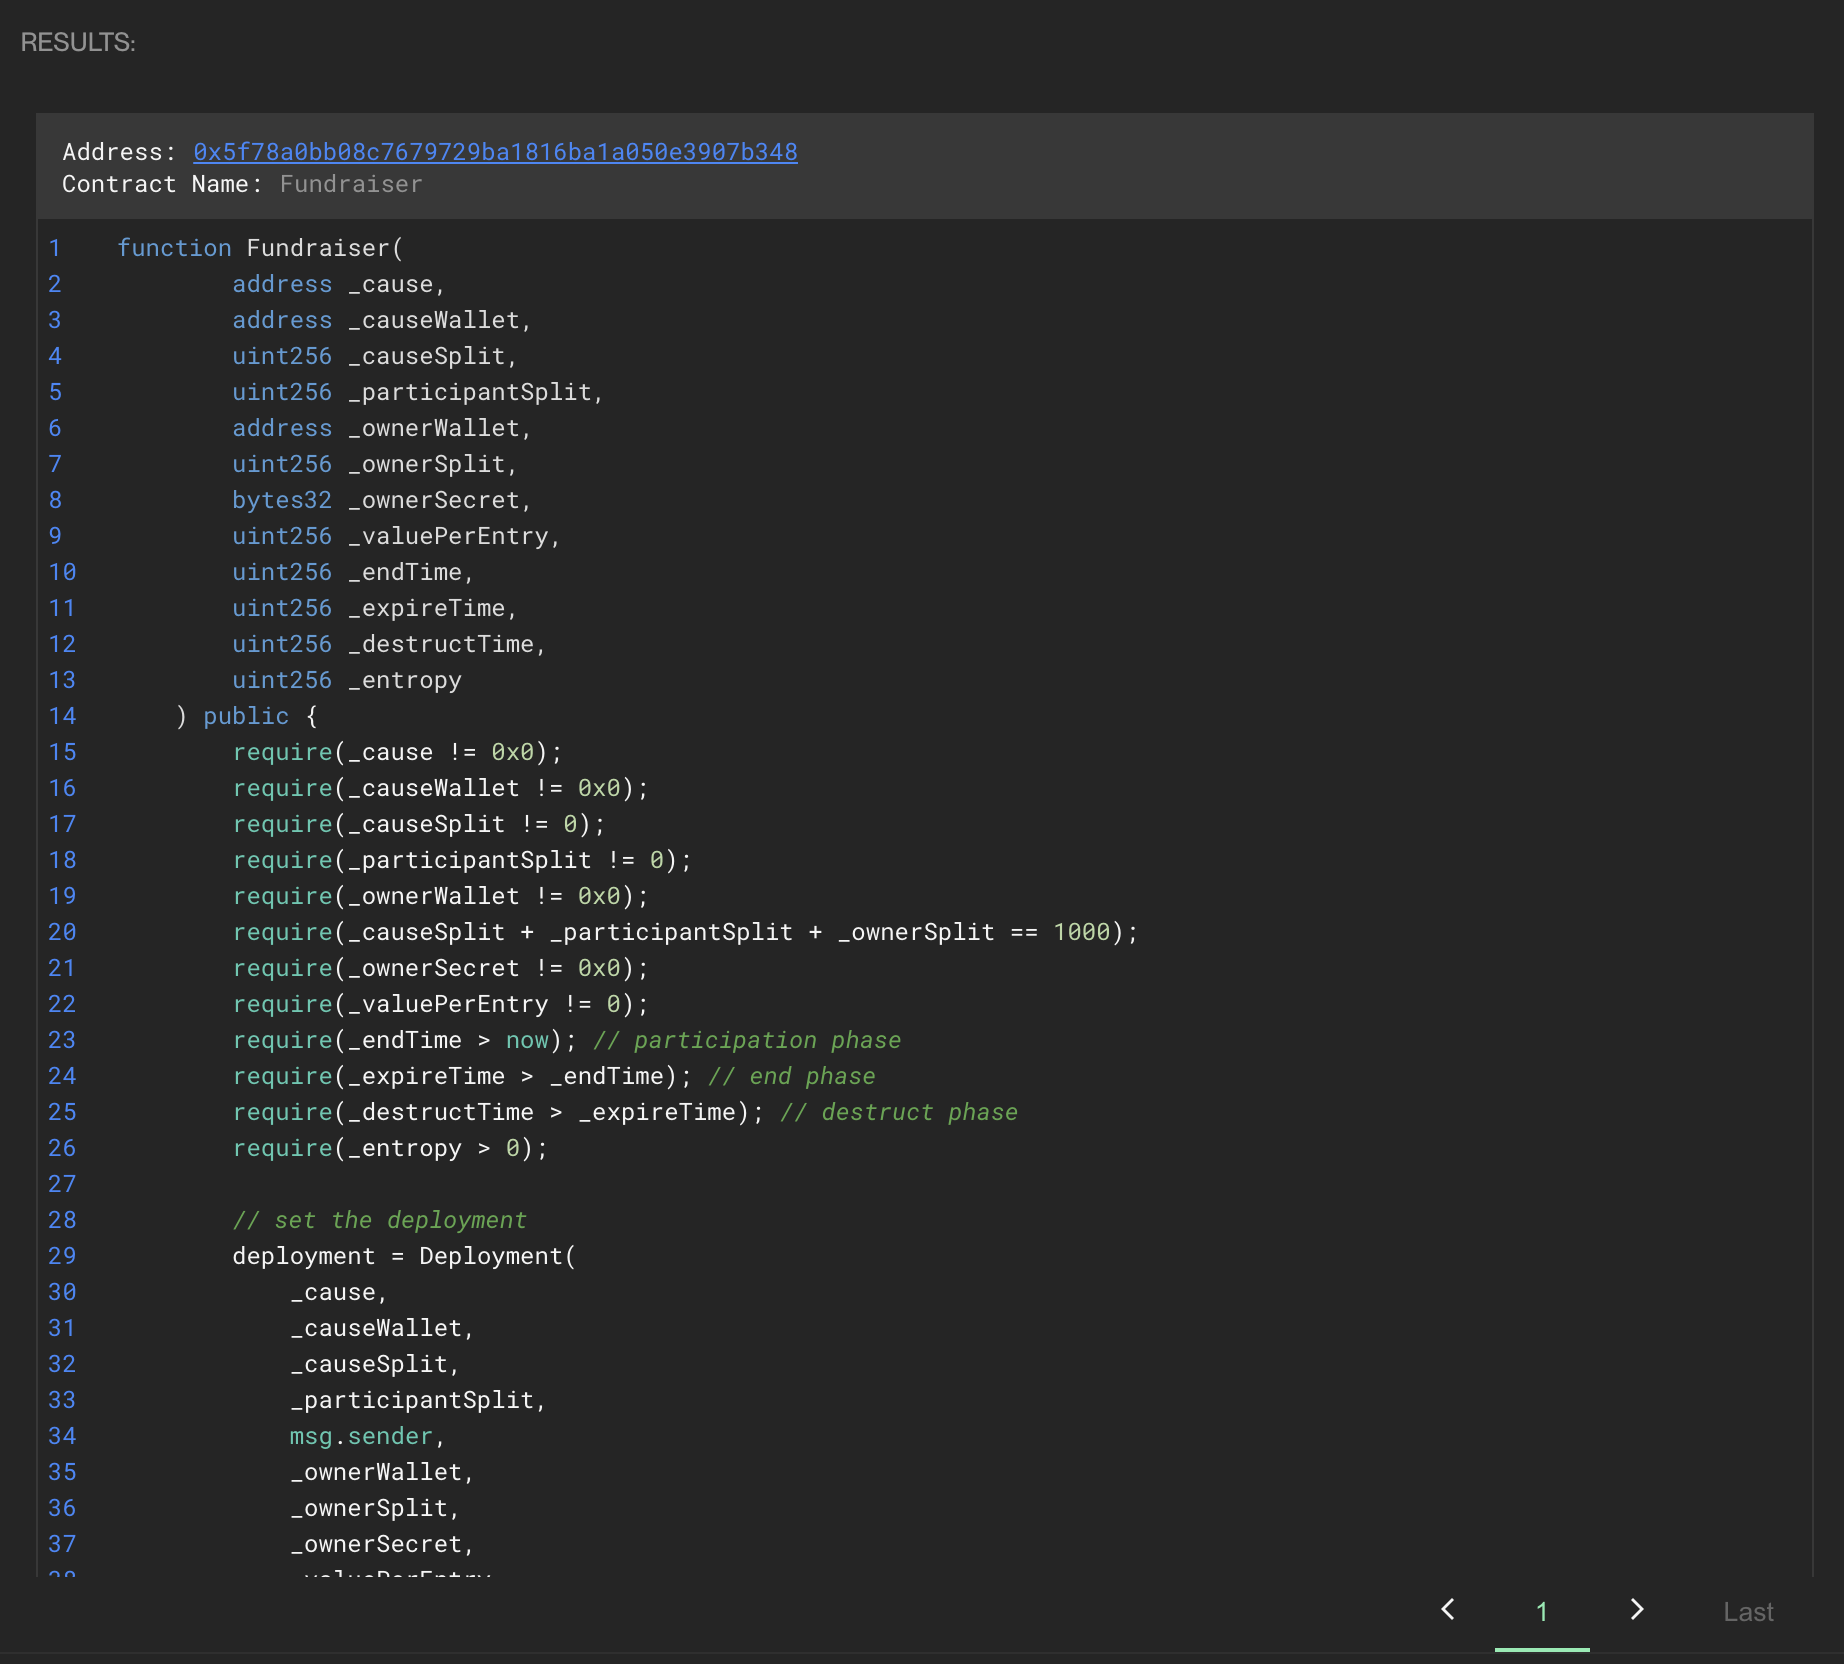 RESULTS:
Address: 0x5f78a0bb08c7679729ba1816ba1a050e3907b348
Contract Name: Fundraiser
1 function Fundraiser(
2 address _cause,
3 address _causeWallet,
4 uint256 _causeSplit,
5 uint256 _participantSplit,
6 address _ownerWallet,
7 uint256 _ownerSplit,
8 bytes32 _ownerSecret,
9 uint256 _valuePerEntry,
10 uint256 _endTime,
11 uint256 _expireTime,
12 uint256 _destructTime,
13 uint256 _entropy
14 ) public {
15 require(_cause != 0x0);
16 require(_causeWallet != 0x0);
17 require(_causeSplit != 0);
18 require(_participantSplit != 0);
19 require(_ownerWallet != 0x0);
20 require(_causeSplit + _participantSplit + _ownerSplit == 1000);
21 require(_ownerSecret != 0x0);
22 require(_valuePerEntry != 0);
23 require(_endTime > now); // participation phase
24 require(_expireTime > _endTime); // end phase
25 require(_destructTime > _expireTime); // destruct phase
26 require(_entropy > 0);
27
28 // set the deployment
29 deployment = Deployment(
30 _cause,
31 _causeWallet,
32 _causeSplit,
33 _participantSplit,
34 msg.sender,
35 _ownerWallet,
36 _ownerSplit,
37 _ownerSecret,
< 1 > Last